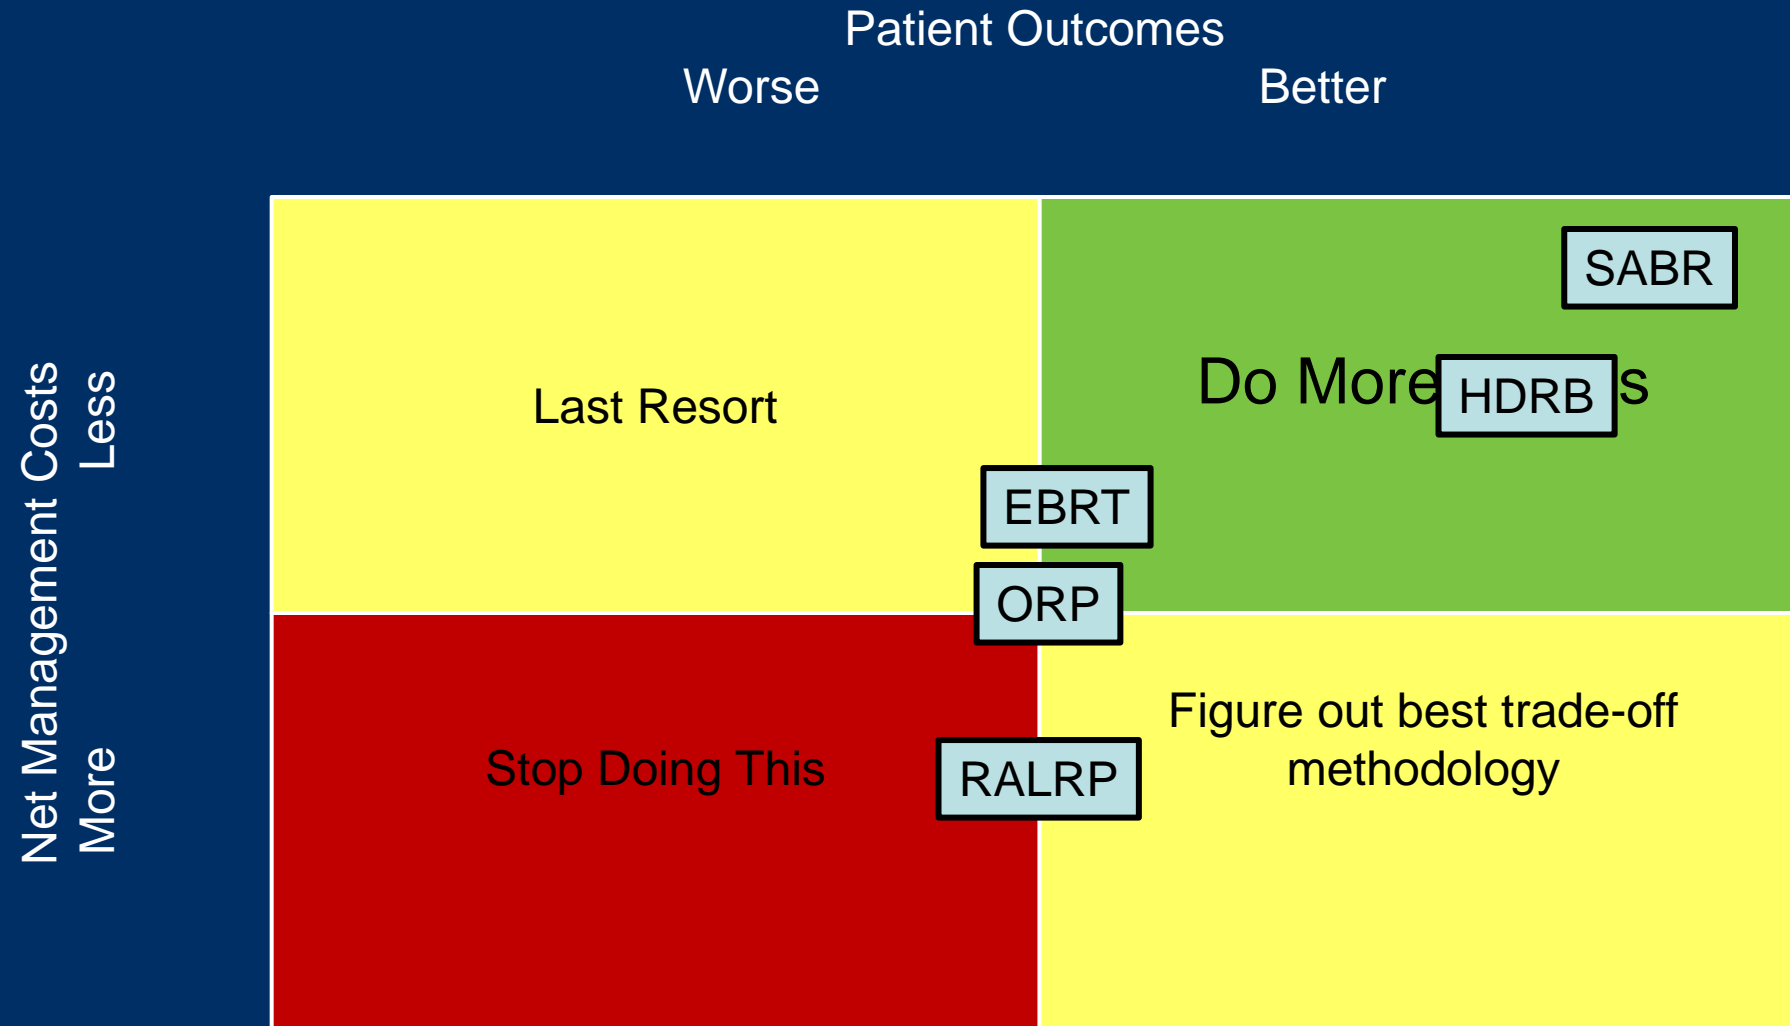 Patient Outcomes
Worse Better
Net Management Costs
Less
More
SABR
Do More
HDRB
Last Resort
EBRT
ORP
Figure out best trade-off
methodology
Stop Doing This
RALRP